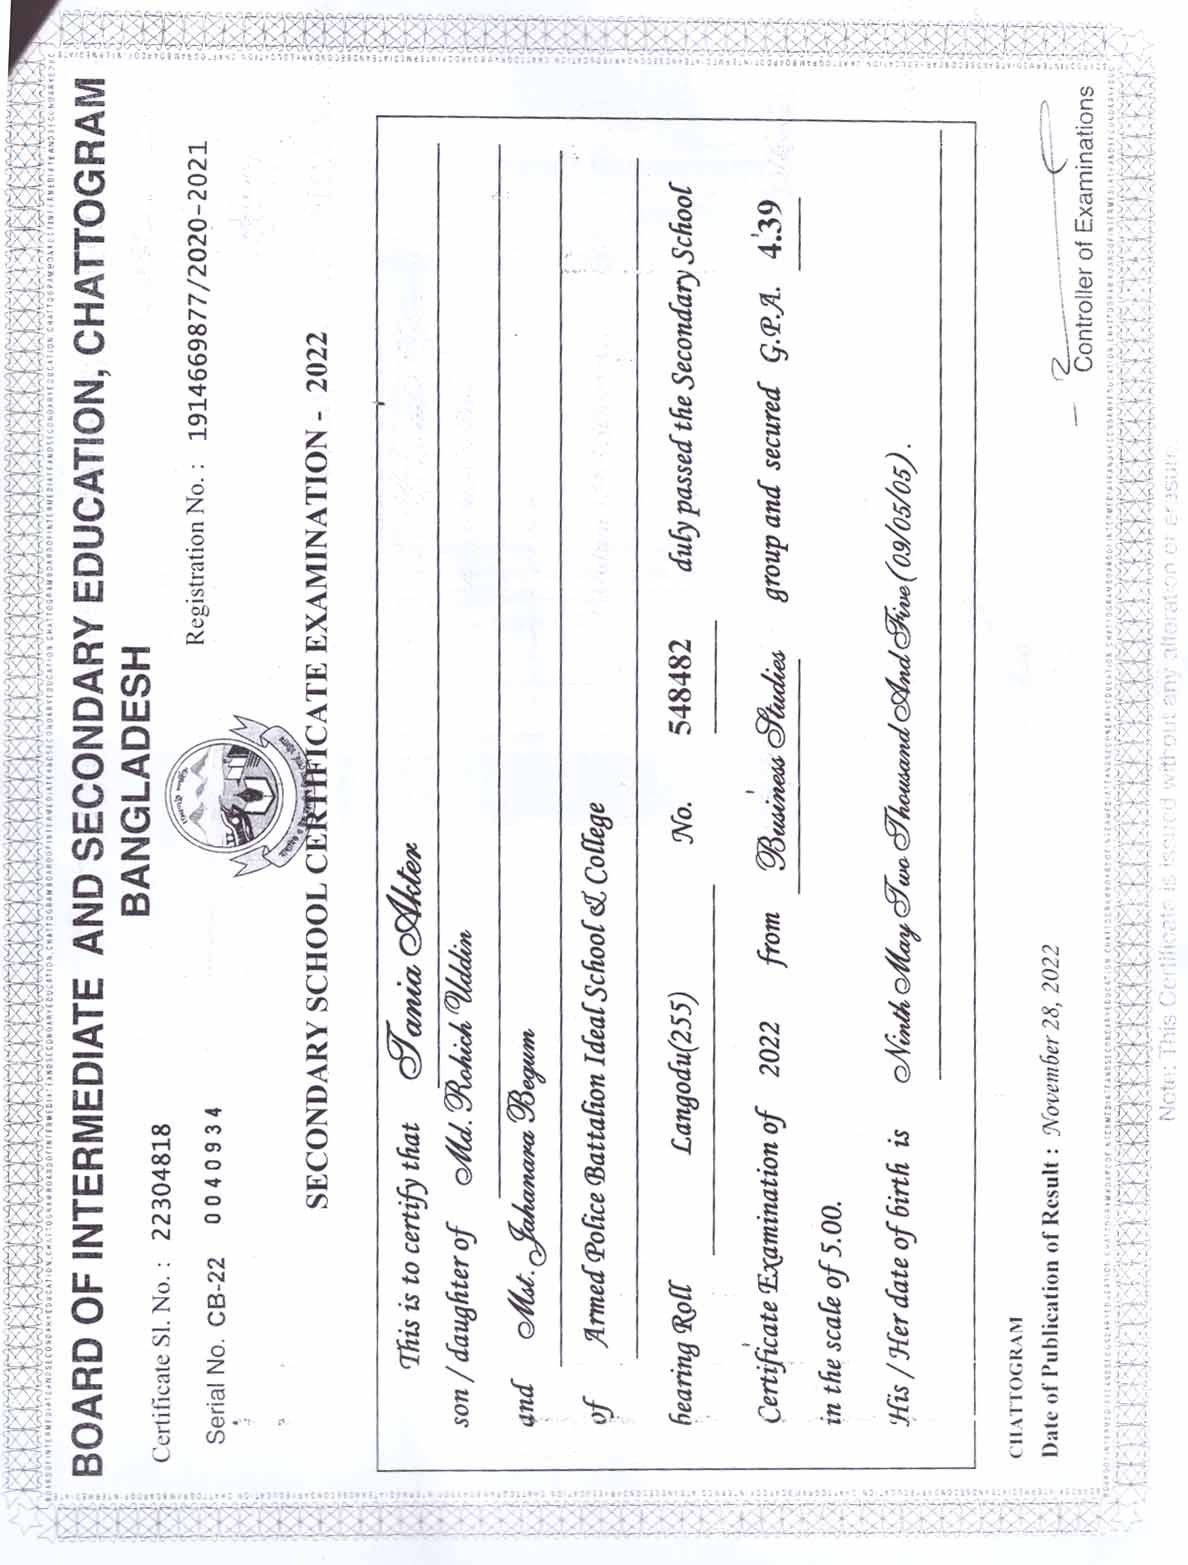 BOARD OF INTERMEDIATE AND SECONDARY EDUCATION, CHATTOGRAM
BANGLADESH
Certificate Sl. No. : 22304818
Registration No. : 1914669877/2020-2021
Serial No. CB-22 0040934
SECONDARY SCHOOL CERTIFICATE EXAMINATION - 2022
This is to certify that Tania Akter
son / daughter of Md. Rohich Uddin
and Mst. Jahanara Begum
of Armed Police Battalion Ideal School & College
bearing Roll Langodu(255) No. 548482 duly passed the Secondary School
Certificate Examination of 2022 from Business Studies group and secured G.P.A. 4.39
in the scale of 5.00.
His / Her date of birth is Ninth May Two Thousand And Five (09/05/05).
Controller of Examinations
CHATTOGRAM
Date of Publication of Result : November 28, 2022
Note: This Certificate is issued without any alteration or erasure.